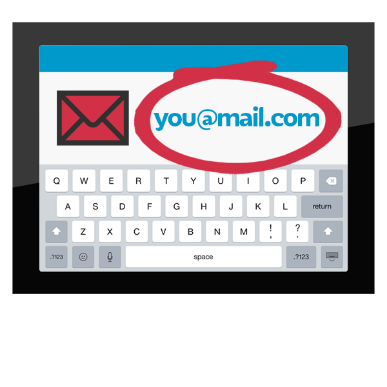 you@mail.com
Q W E R T Y U I O P
A S D F G H J K L return
Z X C V B N M ! , ? .
.?123 space .?123